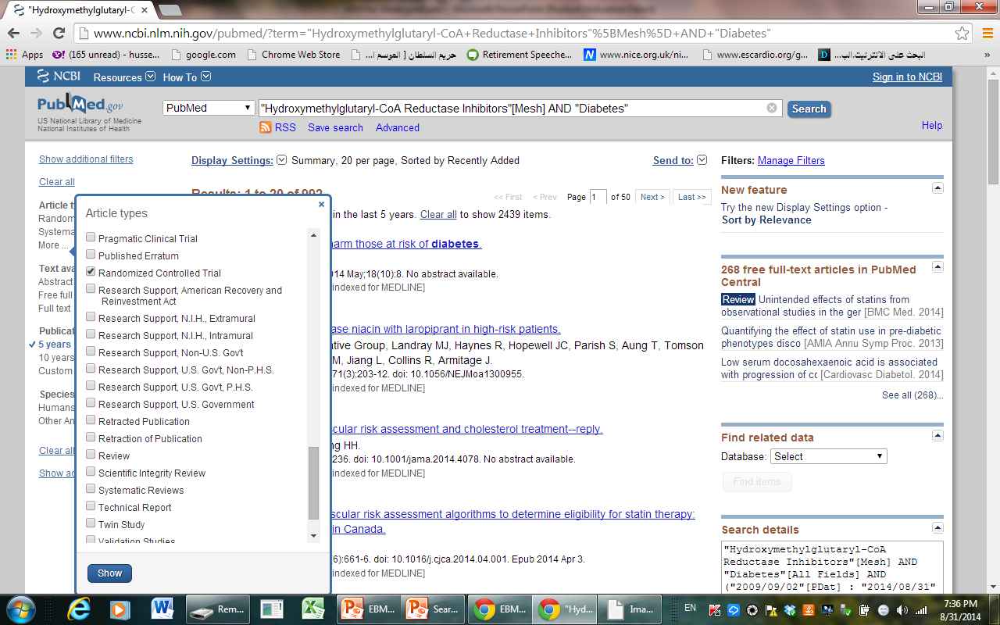 "Hydroxymethylglutaryl-C
www.ncbi.nlm.nih.gov/pubmed/?term="Hydroxymethylglutaryl-CoA+Reductase+Inhibitors"%5BMesh%5D+AND+"Diabetes"
Apps
(165 unread) - husse...
google.com
Chrome Web Store
حريم السلطان [ الموسم ا...
Retirement Speeche...
www.nice.org.uk/ni...
www.escardio.org/g...
البحث على الانترنيت.الب...
»
NCBI Resources How To
Sign in to NCBI
PubMed.gov
US National Library of Medicine
National Institutes of Health
PubMed
"Hydroxymethylglutaryl-CoA Reductase Inhibitors"[Mesh] AND "Diabetes"
Search
RSS Save search Advanced
Help
Show additional filters
Clear all
Article t
Random
Systema
More ...
Text ava
Abstract
Free full
Full text
Publicat
5 years
10 years
Custom
Species
Humans
Other An
Clear all
Show ad
Article types
Pragmatic Clinical Trial
Published Erratum
Randomized Controlled Trial
Research Support, American Recovery and
Reinvestment Act
Research Support, N.I.H., Extramural
Research Support, N.I.H., Intramural
Research Support, Non-U.S. Gov't
Research Support, U.S. Gov't, Non-P.H.S.
Research Support, U.S. Gov't, P.H.S.
Research Support, U.S. Government
Retracted Publication
Retraction of Publication
Review
Scientific Integrity Review
Systematic Reviews
Technical Report
Twin Study
Validation Studies
Show
Display Settings: Summary, 20 per page, Sorted by Recently Added
Send to:
Results: 1 to 20 of 992
<< First < Prev Page 1 of 50 Next > Last >>
in the last 5 years. Clear all to show 2439 items.
arm those at risk of diabetes.
014 May;18(10):8. No abstract available.
indexed for MEDLINE]
ase niacin with laropiprant in high-risk patients.
ative Group, Landray MJ, Haynes R, Hopewell JC, Parish S, Aung T, Tomson
M, Jiang L, Collins R, Armitage J.
71(3):203-12. doi: 10.1056/NEJMoa1300955.
indexed for MEDLINE]
scular risk assessment and cholesterol treatment--reply.
ng HH.
236. doi: 10.1001/jama.2014.4078. No abstract available.
indexed for MEDLINE]
scular risk assessment algorithms to determine eligibility for statin therapy:
in Canada.
6):661-6. doi: 10.1016/j.cjca.2014.04.001. Epub 2014 Apr 3.
indexed for MEDLINE]
Filters: Manage Filters
New feature
Try the new Display Settings option -
Sort by Relevance
268 free full-text articles in PubMed
Central
Review Unintended effects of statins from
observational studies in the ger [BMC Med. 2014]
Quantifying the effect of statin use in pre-diabetic
phenotypes disco [AMIA Annu Symp Proc. 2013]
Low serum docosahexaenoic acid is associated
with progression of cc [Cardiovasc Diabetol. 2014]
See all (268)...
Find related data
Database: Select
Find items
Search details
"Hydroxymethylglutaryl-CoA
Reductase Inhibitors"[Mesh] AND
"Diabetes"[All Fields] AND
("2009/09/02"[PDat] : "2014/08/31"
Rem...
EBM...
Sear...
EBM...
"Hyd...
Ima...
EN
7:36 PM
8/31/2014